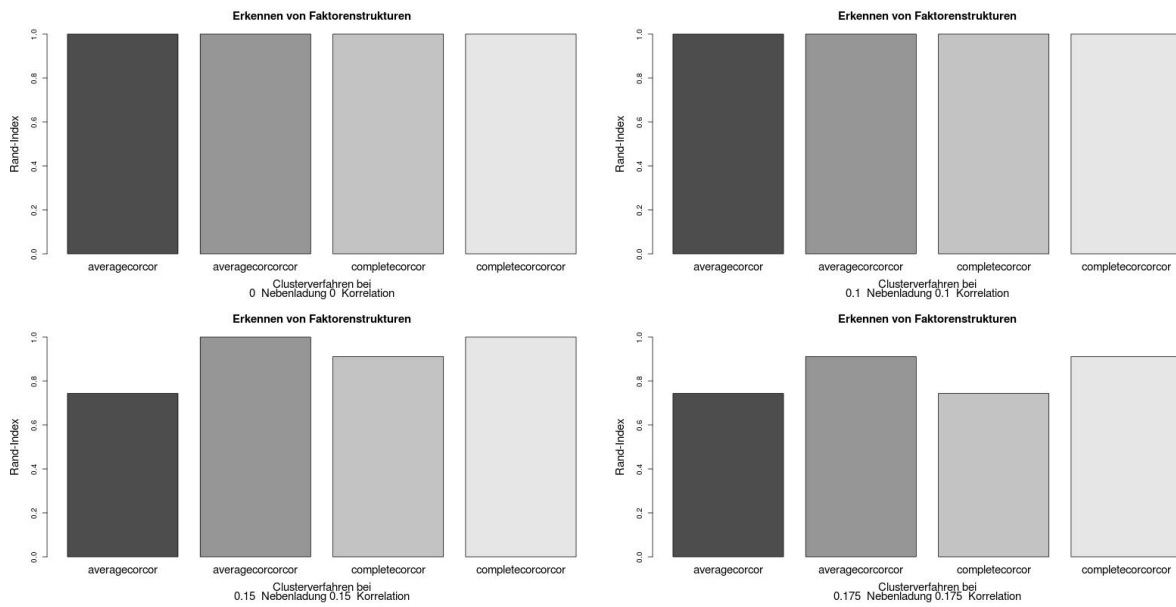 Erkennen von Faktorenstrukturen
Rand-Index
1.0
0.8
0.6
0.4
0.2
0.0
averagecorcor
averagecorcorcor
completecorcor
completecorcorcor
Clusterverfahren bei
0 Nebenladung 0 Korrelation
Erkennen von Faktorenstrukturen
Rand-Index
1.0
0.8
0.6
0.4
0.2
0.0
averagecorcor
averagecorcorcor
completecorcor
completecorcorcor
Clusterverfahren bei
0.1 Nebenladung 0.1 Korrelation
Erkennen von Faktorenstrukturen
Rand-Index
1.0
0.8
0.6
0.4
0.2
0.0
averagecorcor
averagecorcorcor
completecorcor
completecorcorcor
Clusterverfahren bei
0.15 Nebenladung 0.15 Korrelation
Erkennen von Faktorenstrukturen
Rand-Index
1.0
0.8
0.6
0.4
0.2
0.0
averagecorcor
averagecorcorcor
completecorcor
completecorcorcor
Clusterverfahren bei
0.175 Nebenladung 0.175 Korrelation